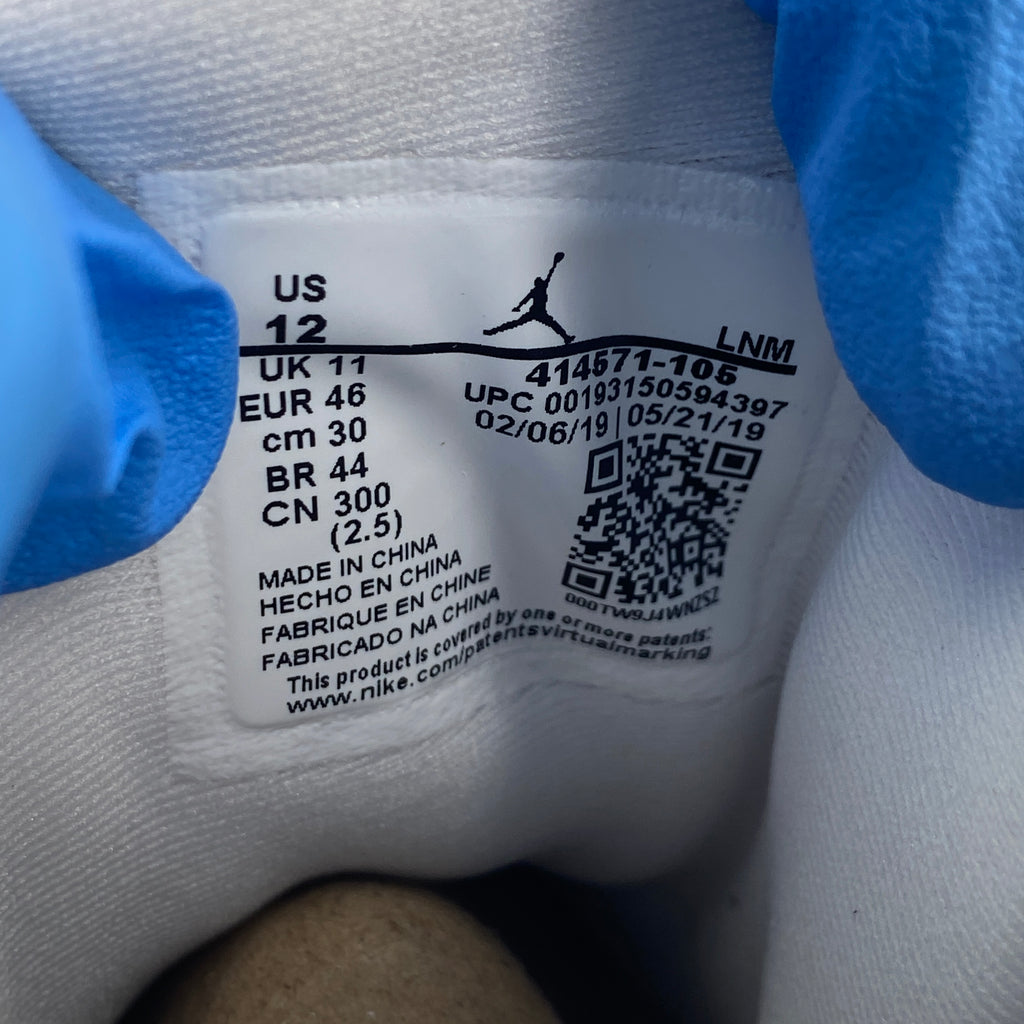 US
12
UK 11
EUR 46
cm 30
BR 44
CN 300
(2.5)
MADE IN CHINA
HECHO EN CHINA
FABRIQUE EN CHINE
FABRICADO NA CHINA
This product is covered by one or more patents:
www.nike.com/patentsvirtualmarking
LNM
414571-105
UPC 00193150594397
02/06/19 | 05/21/19